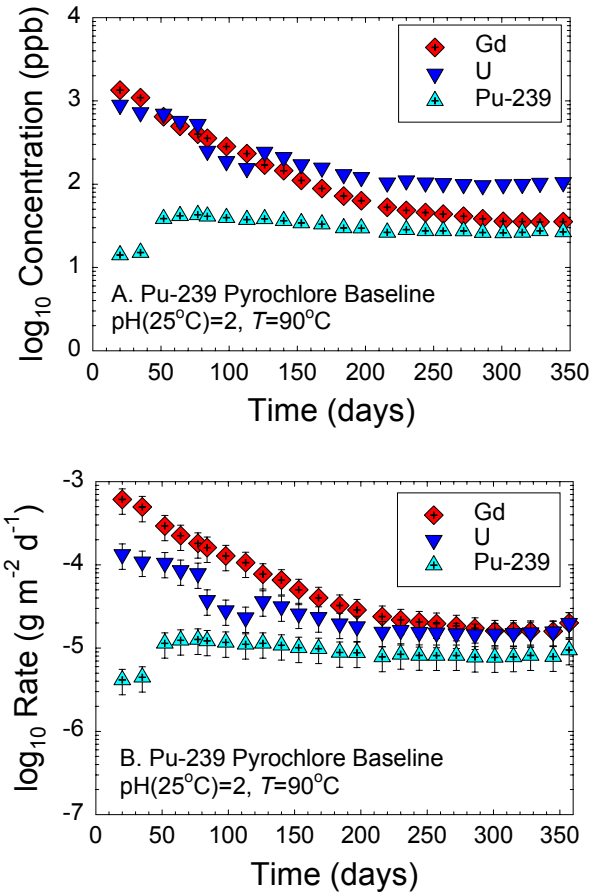 log₁₀ Concentration (ppb)
4
3
2
1
0
Gd
U
Pu-239
A. Pu-239 Pyrochlore Baseline
pH(25°C)=2, T=90°C
0 50 100 150 200 250 300 350
Time (days)
log₁₀ Rate (g m⁻² d⁻¹)
-3
-4
-5
-6
-7
Gd
U
Pu-239
B. Pu-239 Pyrochlore Baseline
pH(25°C)=2, T=90°C
0 50 100 150 200 250 300 350
Time (days)